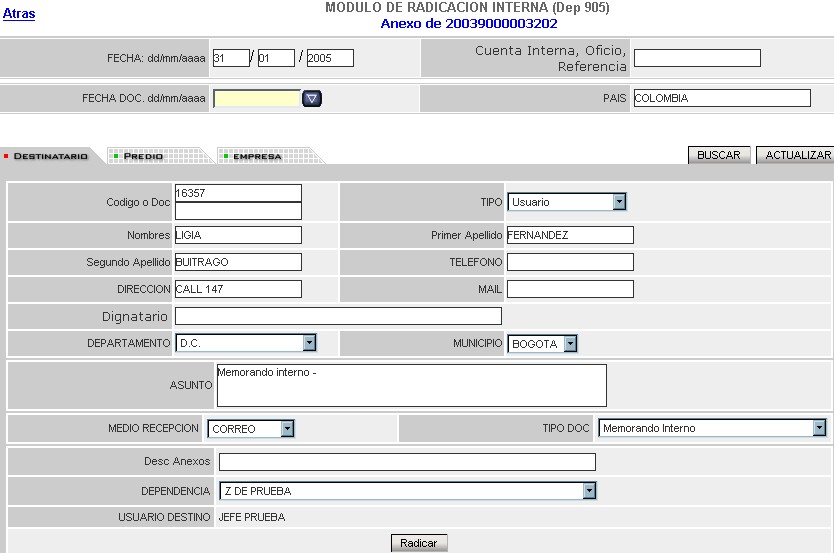 MODULO DE RADICACION INTERNA (Dep 905)
Atras
Anexo de 20039000003202
FECHA: dd/mm/aaaa 31 / 01 / 2005 Cuenta Interna, Oficio, Referencia
FECHA DOC. dd/mm/aaaa PAIS COLOMBIA
DESTINATARIO PREDIO EMPRESA BUSCAR ACTUALIZAR
Codigo o Doc 16357 TIPO Usuario
Nombres LIGIA Primer Apellido FERNANDEZ
Segundo Apellido BUITRAGO TELEFONO
DIRECCION CALL 147 MAIL
Dignatario
DEPARTAMENTO D.C. MUNICIPIO BOGOTA
ASUNTO Memorando interno -
MEDIO RECEPCION CORREO TIPO DOC Memorando Interno
Desc Anexos
DEPENDENCIA Z DE PRUEBA
USUARIO DESTINO JEFE PRUEBA
Radicar